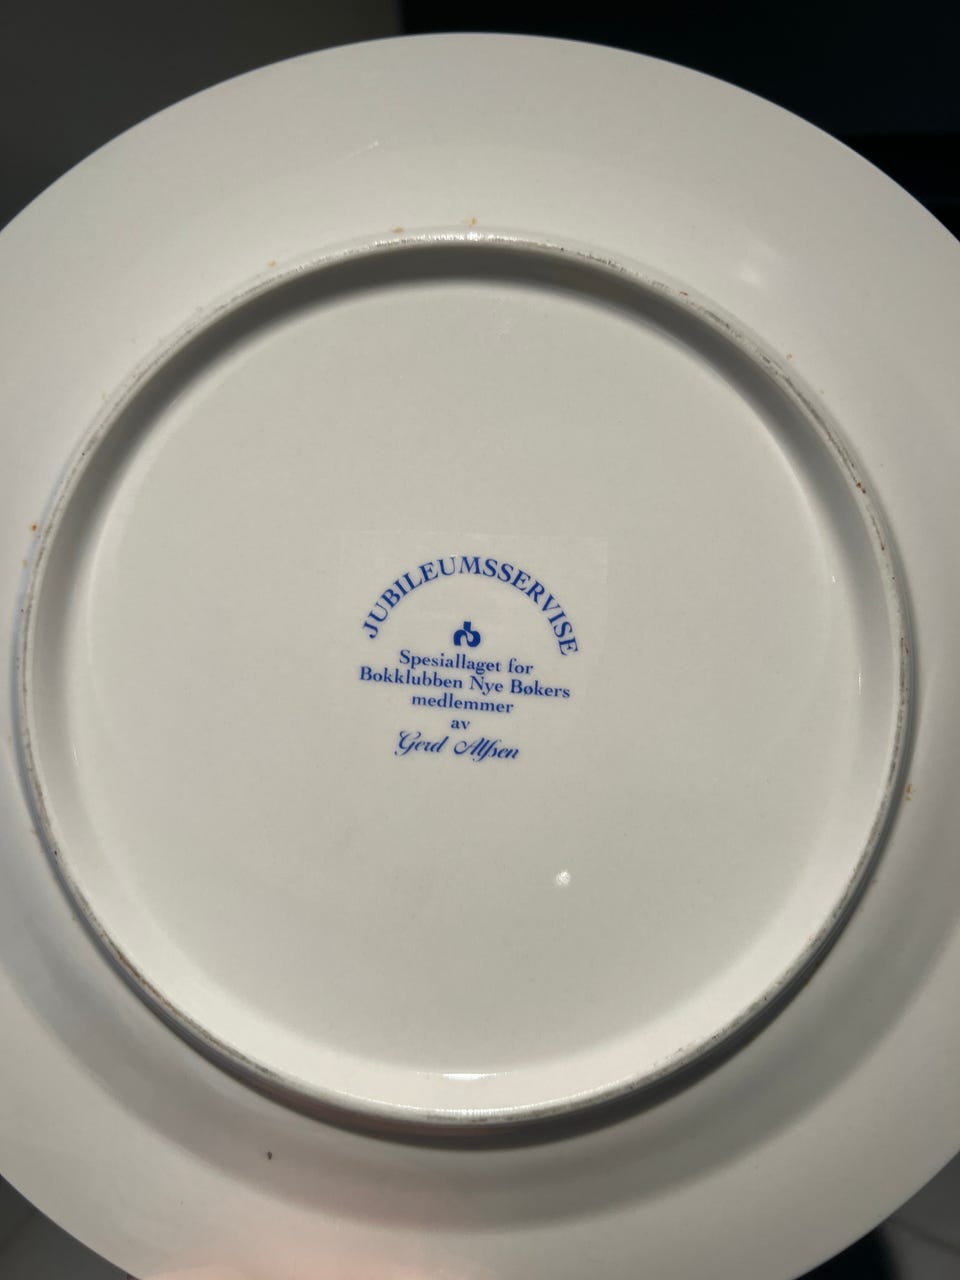 JUBILEUMSSERVISE
Spesiallaget for
Bokklubben Nye Bøkers
medlemmer
av
Gerd Alfsen